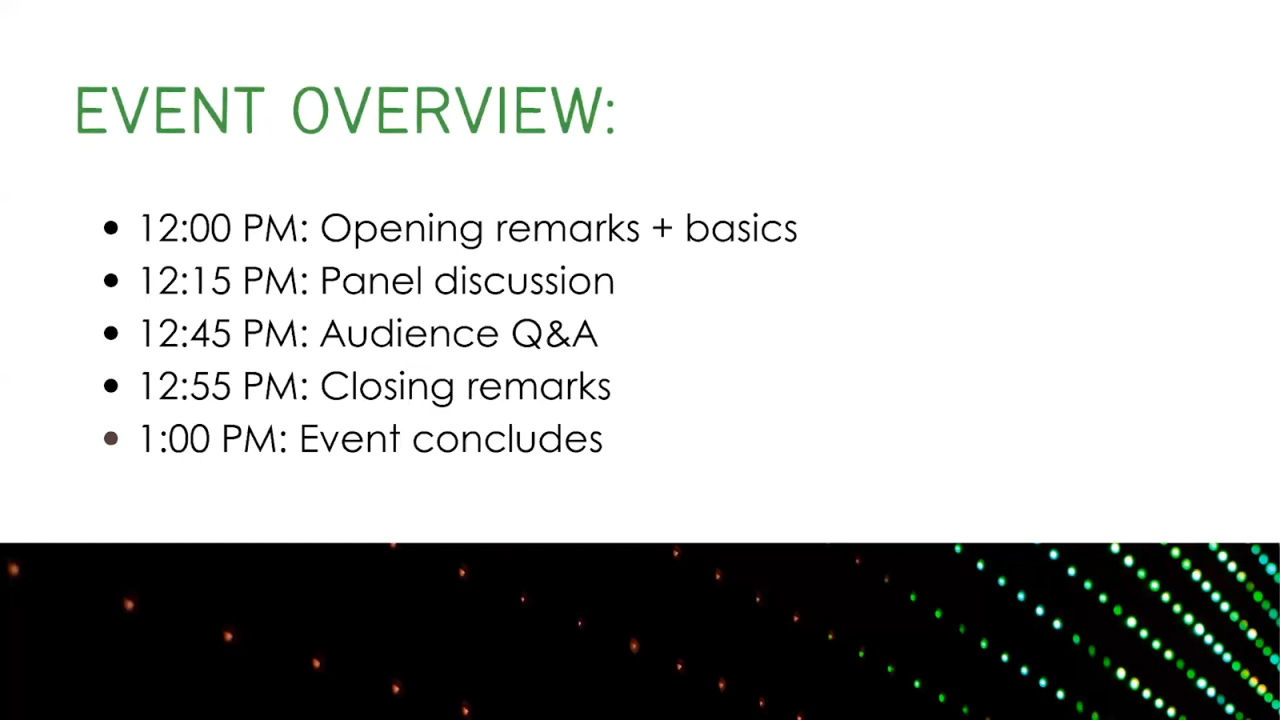 EVENT OVERVIEW:
• 12:00 PM: Opening remarks + basics
• 12:15 PM: Panel discussion
• 12:45 PM: Audience Q&A
• 12:55 PM: Closing remarks
• 1:00 PM: Event concludes